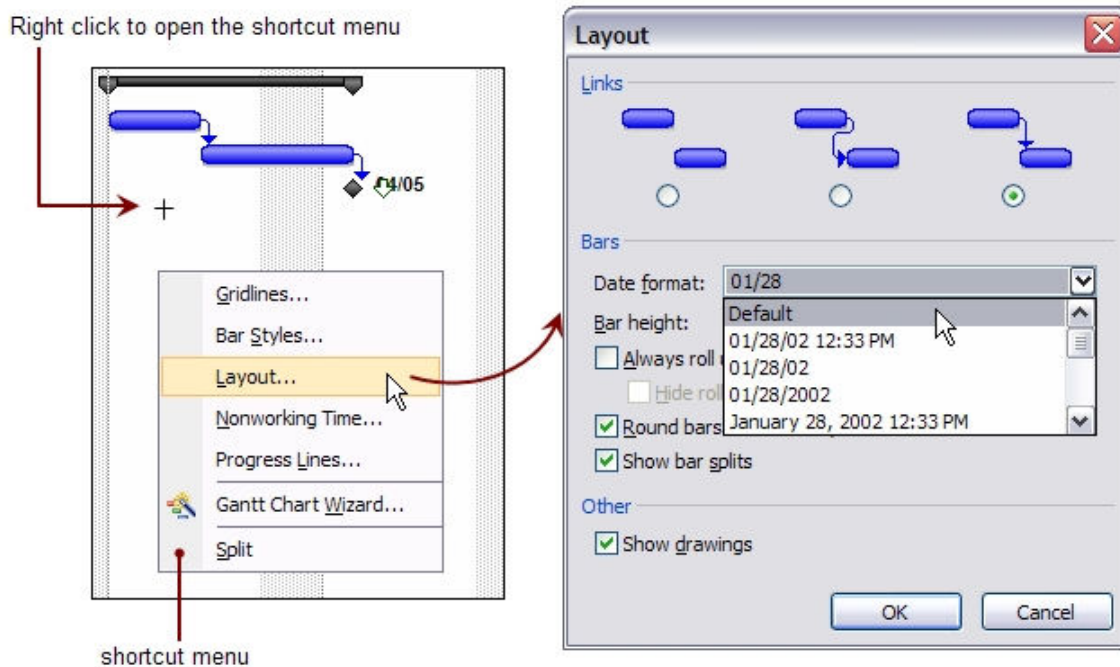 Right click to open the shortcut menu
04/05
Gridlines...
Bar Styles...
Layout...
Nonworking Time...
Progress Lines...
Gantt Chart Wizard...
Split
shortcut menu
Layout
Links
Bars
Date format: 01/28
Default
01/28/02 12:33 PM
01/28/02
01/28/2002
January 28, 2002 12:33 PM
Bar height:
Always roll
Hide roll
Round bars
Show bar splits
Other
Show drawings
OK Cancel